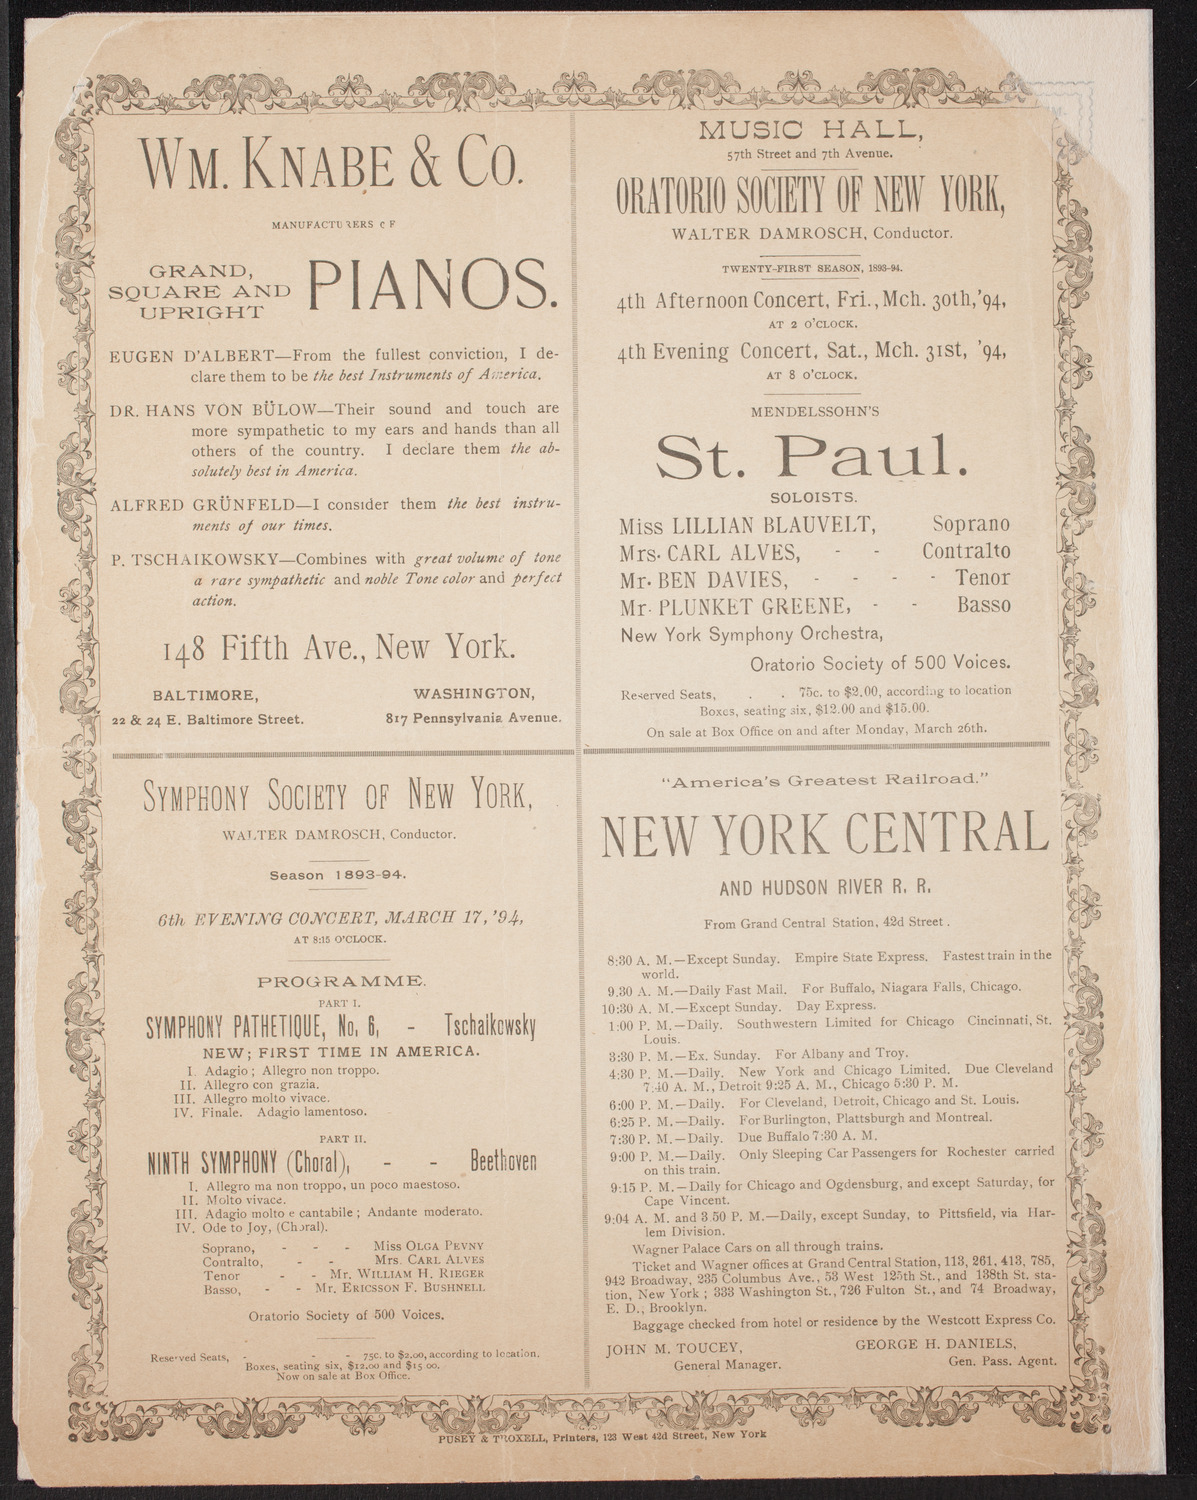 WM. KNABE & CO.
MANUFACTURERS OF
GRAND,
SQUARE AND
UPRIGHT
PIANOS.
EUGEN D'ALBERT—From the fullest conviction, I de-
clare them to be the best Instruments of America.
DR. HANS VON BÜLOW—Their sound and touch are
more sympathetic to my ears and hands than all
others of the country. I declare them the ab-
solutely best in America.
ALFRED GRÜNFELD—I consider them the best instru-
ments of our times.
P. TSCHAIKOWSKY—Combines with great volume of tone
a rare sympathetic and noble Tone color and perfect
action.
148 Fifth Ave., New York.
BALTIMORE,
22 & 24 E. Baltimore Street.
WASHINGTON,
817 Pennsylvania Avenue.
MUSIC HALL,
57th Street and 7th Avenue.
ORATORIO SOCIETY OF NEW YORK,
WALTER DAMROSCH, Conductor.
TWENTY-FIRST SEASON, 1893-94.
4th Afternoon Concert, Fri., Mch. 30th, '94,
AT 2 O'CLOCK.
4th Evening Concert, Sat., Mch. 31st, '94,
AT 8 O'CLOCK.
MENDELSSOHN'S
St. Paul.
SOLOISTS.
Miss LILLIAN BLAUVELT, Soprano
Mrs. CARL ALVES, - - Contralto
Mr. BEN DAVIES, - - - - Tenor
Mr. PLUNKET GREENE, - - Basso
New York Symphony Orchestra,
Oratorio Society of 500 Voices.
Reserved Seats, . . 75c. to $2.00, according to location
Boxes, seating six, $12.00 and $15.00.
On sale at Box Office on and after Monday, March 26th.
SYMPHONY SOCIETY OF NEW YORK,
WALTER DAMROSCH, Conductor.
Season 1893-94.
6th EVENING CONCERT, MARCH 17, '94,
AT 8:15 O'CLOCK.
PROGRAMME.
PART I.
SYMPHONY PATHETIQUE, No. 6, - Tschaikowsky
NEW; FIRST TIME IN AMERICA.
I. Adagio; Allegro non troppo.
II. Allegro con grazia.
III. Allegro molto vivace.
IV. Finale. Adagio lamentoso.
PART II.
NINTH SYMPHONY (Choral), - - Beethoven
I. Allegro ma non troppo, un poco maestoso.
II. Molto vivace.
III. Adagio molto e cantabile; Andante moderato.
IV. Ode to Joy, (Choral).
Soprano, - - - Miss OLGA PEVNY
Contralto, - - Mrs. CARL ALVES
Tenor - - Mr. WILLIAM H. RIEGER
Basso, - - Mr. ERICSSON F. BUSHNELL
Oratorio Society of 500 Voices.
Reserved Seats, - - - 75c. to $2.00, according to location.
Boxes, seating six, $12.00 and $15 00.
Now on sale at Box Office.
"America's Greatest Railroad."
NEW YORK CENTRAL
AND HUDSON RIVER R. R.
From Grand Central Station, 42d Street.
8:30 A. M.—Except Sunday. Empire State Express. Fastest train in the
world.
9.30 A. M.—Daily Fast Mail. For Buffalo, Niagara Falls, Chicago.
10:30 A. M.—Except Sunday. Day Express.
1:00 P. M.—Daily. Southwestern Limited for Chicago Cincinnati, St.
Louis.
3:30 P. M.—Ex. Sunday. For Albany and Troy.
4:30 P. M.—Daily. New York and Chicago Limited. Due Cleveland
7:40 A. M., Detroit 9:25 A. M., Chicago 5:30 P. M.
6:00 P. M.—Daily. For Cleveland, Detroit, Chicago and St. Louis.
6:25 P. M.—Daily. For Burlington, Plattsburgh and Montreal.
7:30 P. M.—Daily. Due Buffalo 7:30 A. M.
9:00 P. M.—Daily. Only Sleeping Car Passengers for Rochester carried
on this train.
9:15 P. M.—Daily for Chicago and Ogdensburg, and except Saturday, for
Cape Vincent.
9:04 A. M. and 3.50 P. M.—Daily, except Sunday, to Pittsfield, via Har-
lem Division.
Wagner Palace Cars on all through trains.
Ticket and Wagner offices at Grand Central Station, 113, 261, 413, 785,
942 Broadway, 235 Columbus Ave., 53 West 125th St., and 138th St. sta-
tion, New York; 333 Washington St., 726 Fulton St., and 74 Broadway,
E. D., Brooklyn.
Baggage checked from hotel or residence by the Westcott Express Co.
JOHN M. TOUCEY,
General Manager.
GEORGE H. DANIELS,
Gen. Pass. Agent.
PUSEY & TROXELL, Printers, 123 West 42d Street, New York